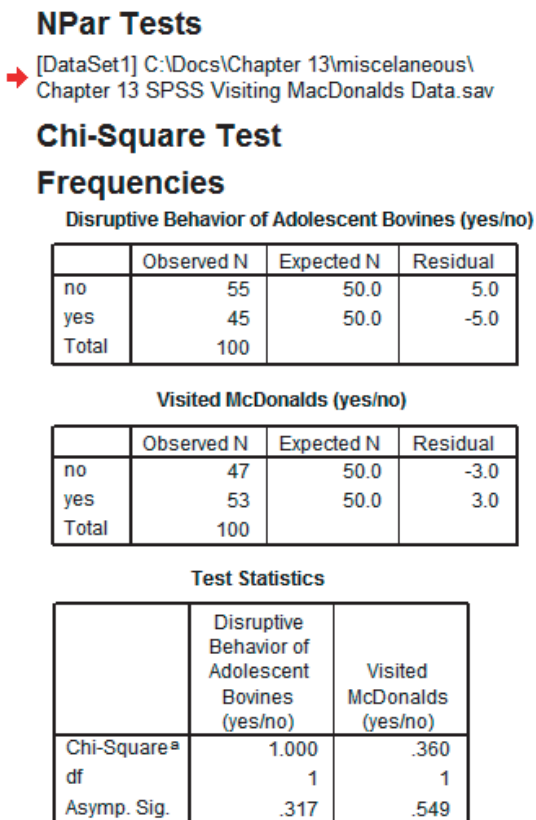 NPar Tests
[DataSet1] C:\Docs\Chapter 13\miscelaneous\
Chapter 13 SPSS Visiting MacDonalds Data.sav
Chi-Square Test
Frequencies
Disruptive Behavior of Adolescent Bovines (yes/no)
Observed N Expected N Residual
no 55 50.0 5.0
yes 45 50.0 -5.0
Total 100
Visited McDonalds (yes/no)
Observed N Expected N Residual
no 47 50.0 -3.0
yes 53 50.0 3.0
Total 100
Test Statistics
Disruptive
Behavior of
Adolescent Visited
Bovines McDonalds
(yes/no) (yes/no)
Chi-Square a 1.000 .360
df 1 1
Asymp. Sig. .317 .549